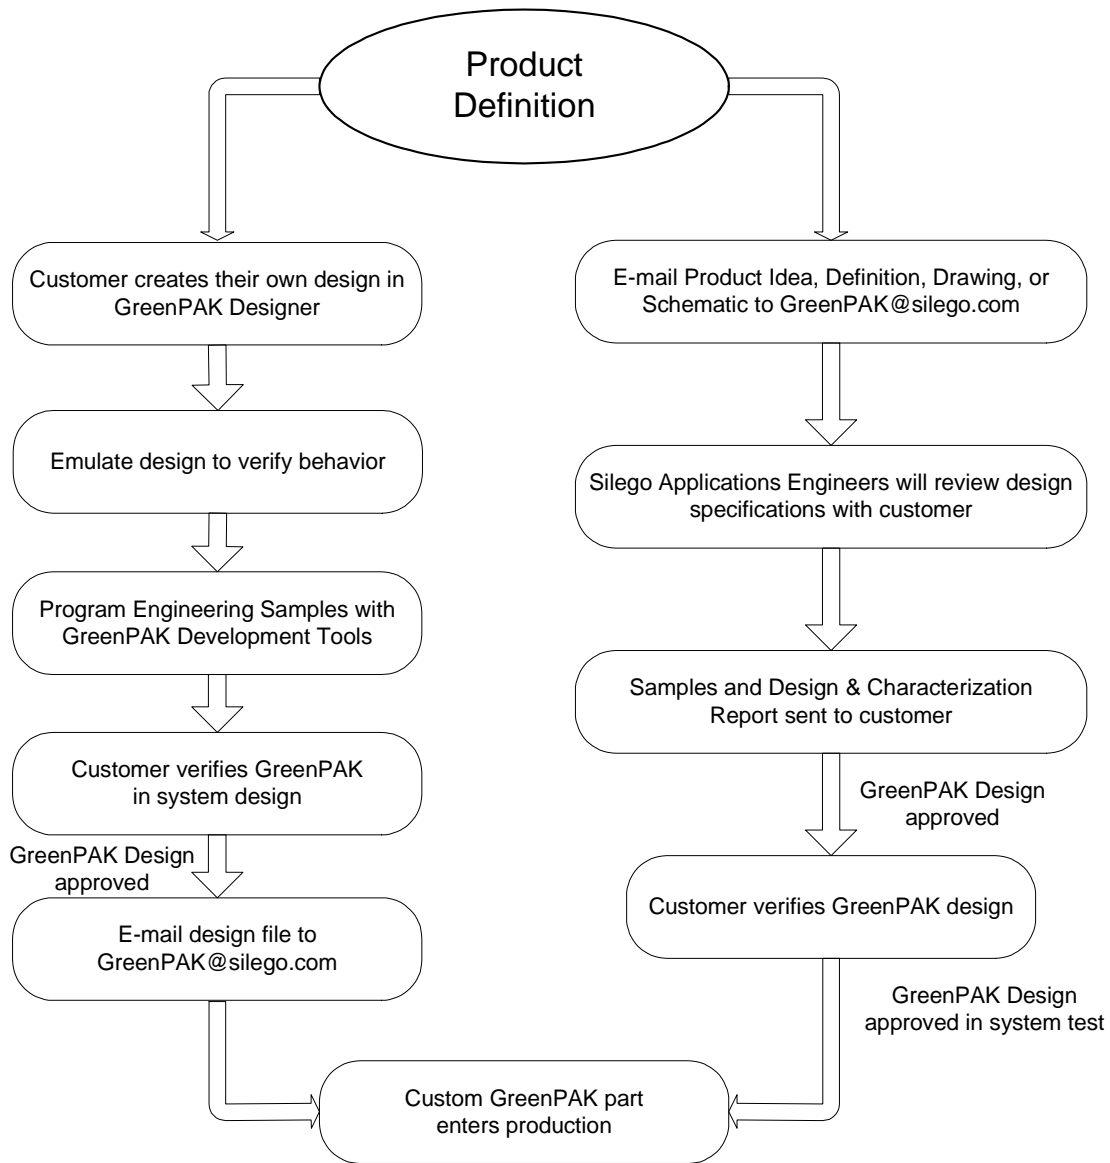 Product
Definition
Customer creates their own design in
GreenPAK Designer
Emulate design to verify behavior
Program Engineering Samples with
GreenPAK Development Tools
Customer verifies GreenPAK
in system design
GreenPAK Design
approved
E-mail design file to
GreenPAK@silego.com
E-mail Product Idea, Definition, Drawing, or
Schematic to GreenPAK@silego.com
Silego Applications Engineers will review design
specifications with customer
Samples and Design & Characterization
Report sent to customer
GreenPAK Design
approved
Customer verifies GreenPAK design
GreenPAK Design
approved in system test
Custom GreenPAK part
enters production